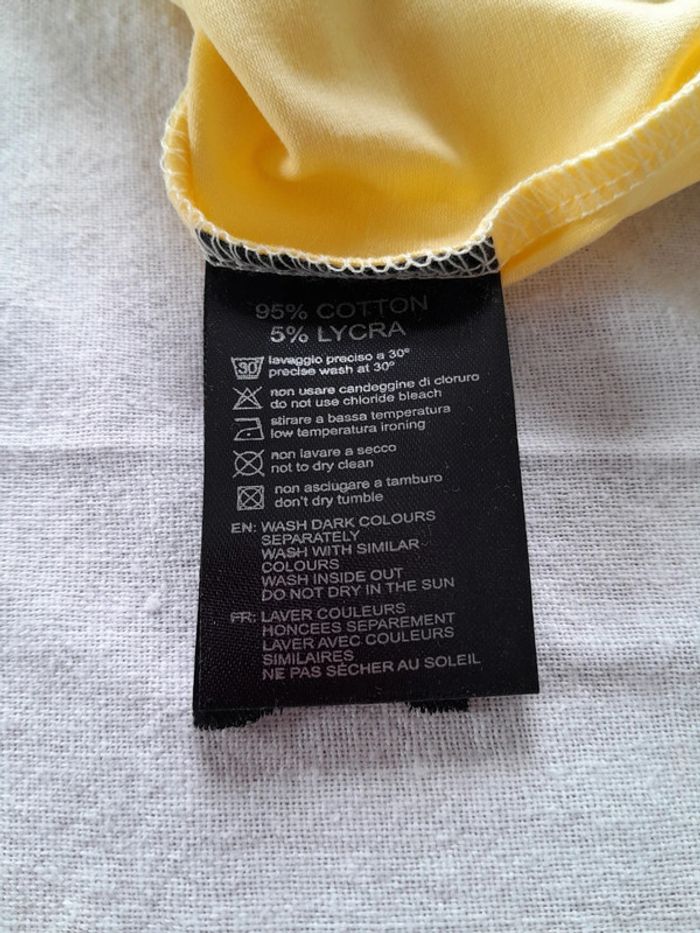 95% COTTON
5% LYCRA
30
lavaggio preciso a 30°
precise wash at 30°
non usare candeggine di cloruro
do not use chloride bleach
stirare a bassa temperatura
low temperature ironing
non lavare a secco
not to dry clean
non asciugare a tamburo
don't dry tumble
EN: WASH DARK COLOURS
SEPARATELY
WASH WITH SIMILAR
COLOURS
WASH INSIDE OUT
DO NOT DRY IN THE SUN
FR: LAVER COULEURS
HONCEES SEPAREMENT
LAVER AVEC COULEURS
SIMILAIRES
NE PAS SÉCHER AU SOLEIL